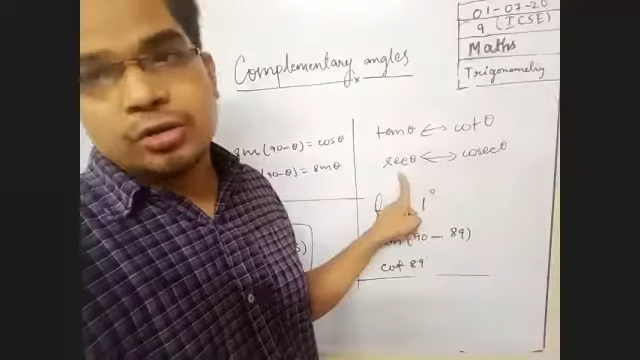 Complementary angles
01-07-20
9 (ICSE)
Maths
Trigonometry
sin(90-θ) = cosθ
(90-θ) = sinθ
tanθ ↔ cotθ
secθ ↔ cosecθ
1°
(90 - 89)
cot 89